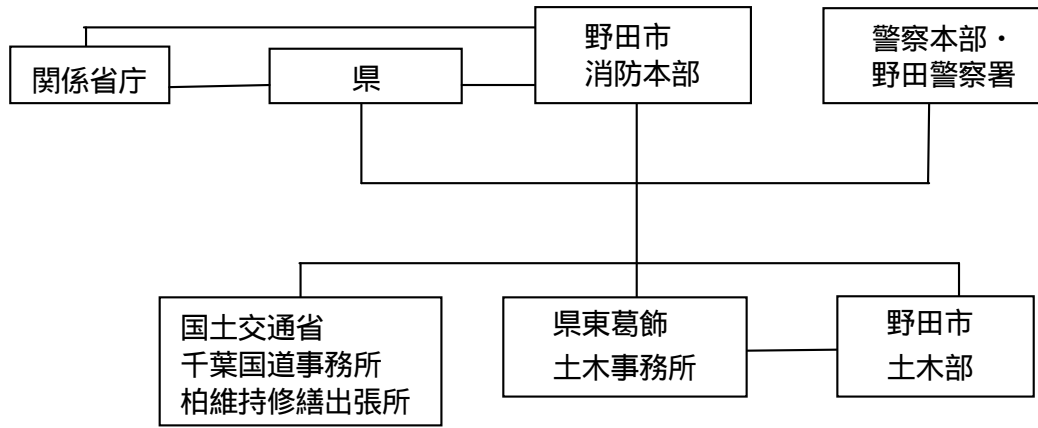 関係省庁
県
野田市
消防本部
警察本部・
野田警察署
国土交通省
千葉国道事務所
柏維持修繕出張所
県東葛飾
土木事務所
野田市
土木部